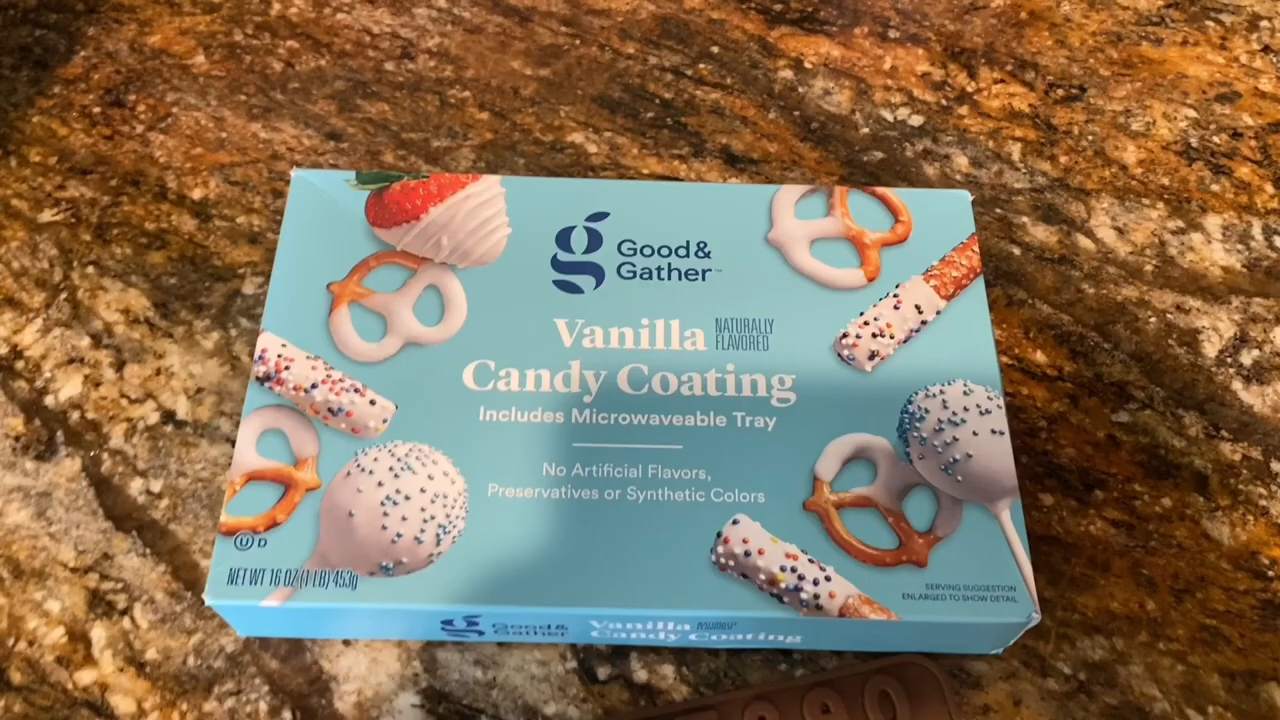 Good&
Gather™
Vanilla NATURALLY
FLAVORED
Candy Coating
Includes Microwaveable Tray
No Artificial Flavors,
Preservatives or Synthetic Colors
U D
NET WT 16 OZ (1 LB) 453g
SERVING SUGGESTION
ENLARGED TO SHOW DETAIL
Good&
Gather
Vanilla
Candy Coating